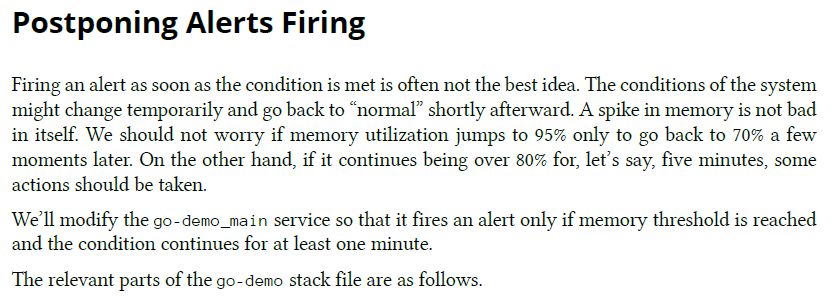 Postponing Alerts Firing
Firing an alert as soon as the condition is met is often not the best idea. The conditions of the system
might change temporarily and go back to “normal” shortly afterward. A spike in memory is not bad
in itself. We should not worry if memory utilization jumps to 95% only to go back to 70% a few
moments later. On the other hand, if it continues being over 80% for, let’s say, five minutes, some
actions should be taken.
We’ll modify the go-demo_main service so that it fires an alert only if memory threshold is reached
and the condition continues for at least one minute.
The relevant parts of the go-demo stack file are as follows.